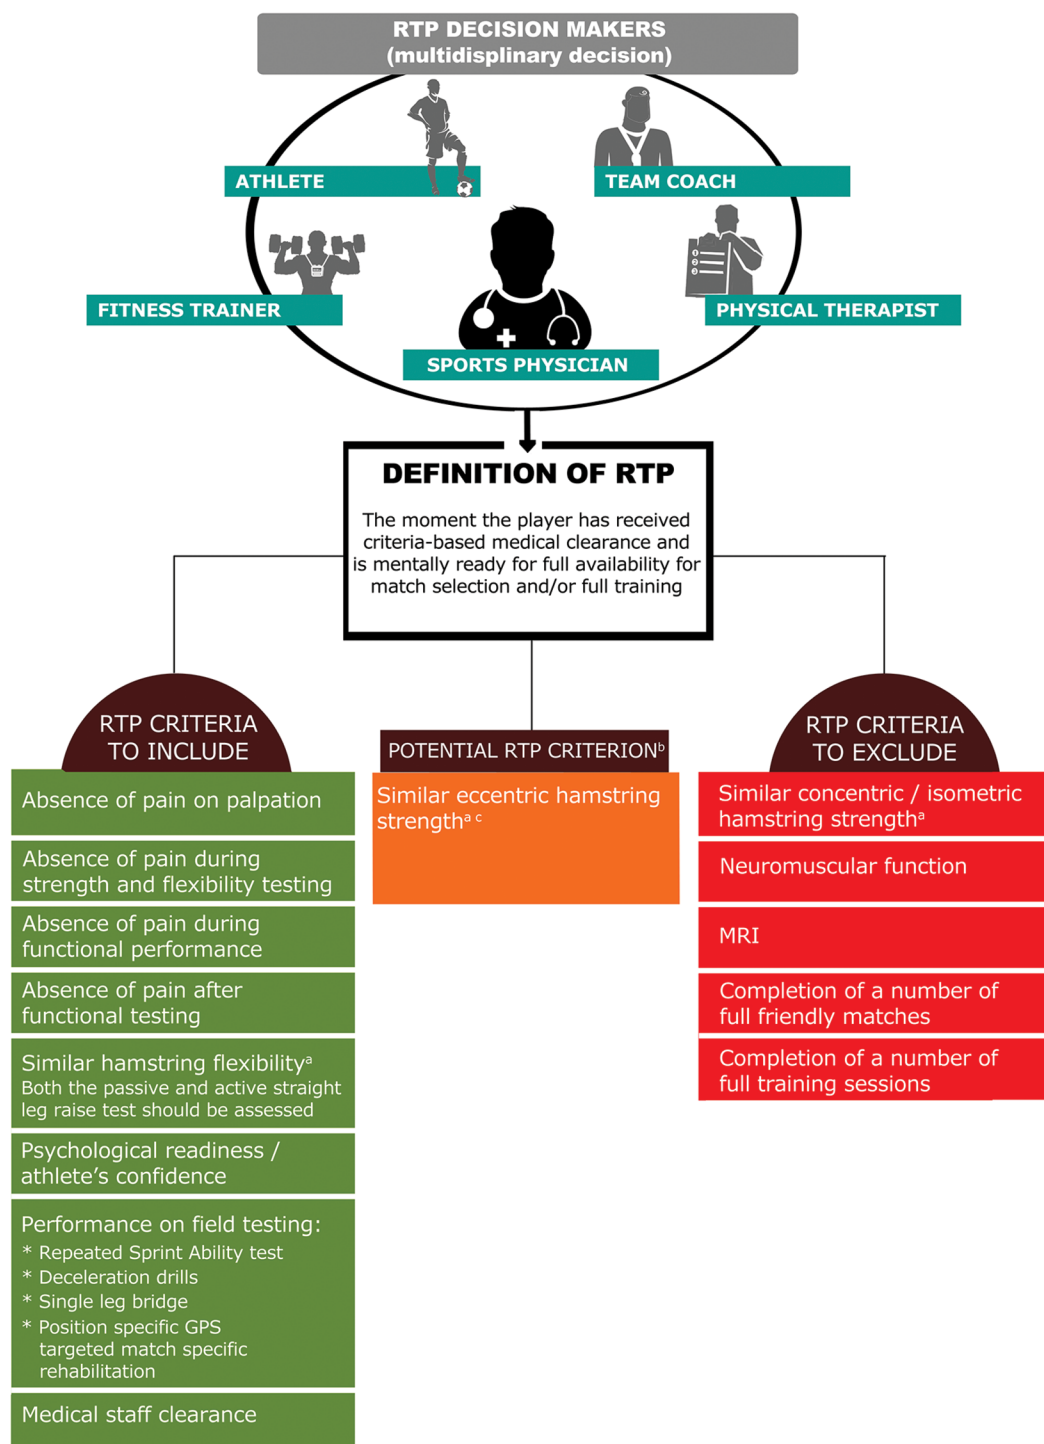 RTP DECISION MAKERS
(multidisplinary decision)
ATHLETE
TEAM COACH
1
2
3
FITNESS TRAINER
PHYSICAL THERAPIST
SPORTS PHYSICIAN
DEFINITION OF RTP
The moment the player has received
criteria-based medical clearance and
is mentally ready for full availability for
match selection and/or full training
RTP CRITERIA
TO INCLUDE
Absence of pain on palpation
Absence of pain during
strength and flexibility testing
Absence of pain during
functional performance
Absence of pain after
functional testing
Similar hamstring flexibilityᵃ
Both the passive and active straight
leg raise test should be assessed
Psychological readiness /
athlete's confidence
Performance on field testing:
* Repeated Sprint Ability test
* Deceleration drills
* Single leg bridge
* Position specific GPS
targeted match specific
rehabilitation
Medical staff clearance
POTENTIAL RTP CRITERIONᵇ
Similar eccentric hamstring
strengthᵃ ᶜ
RTP CRITERIA
TO EXCLUDE
Similar concentric / isometric
hamstring strengthᵃ
Neuromuscular function
MRI
Completion of a number of
full friendly matches
Completion of a number of
full training sessions